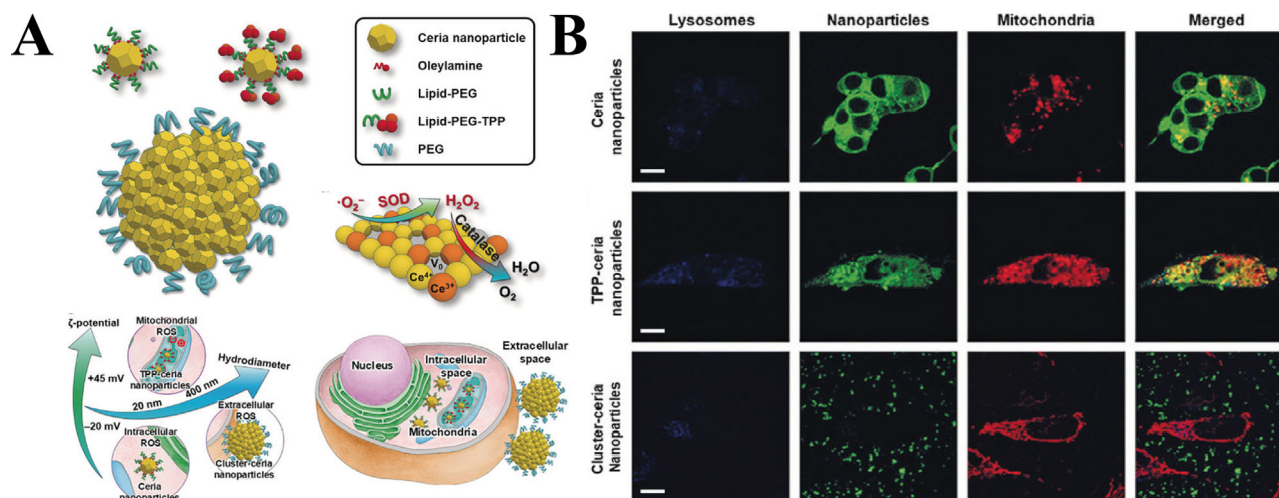 A
Ceria nanoparticle
Oleylamine
Lipid-PEG
Lipid-PEG-TPP
PEG
·O₂⁻ SOD H₂O₂
Catalase
V₀
Ce⁴⁺
Ce³⁺
H₂O
O₂
ζ-potential
+45 mV
-20 mV
Mitochondrial
ROS
TPP-ceria
nanoparticles
Hydrodiameter
20 nm
400 nm
Intracellular
ROS
Ceria
nanoparticles
Extracellular
ROS
Cluster-ceria
nanoparticles
Nucleus
Intracellular
space
Mitochondria
Extracellular
space
B
Lysosomes Nanoparticles Mitochondria Merged
Ceria
nanoparticles
TPP-ceria
nanoparticles
Cluster-ceria
Nanoparticles